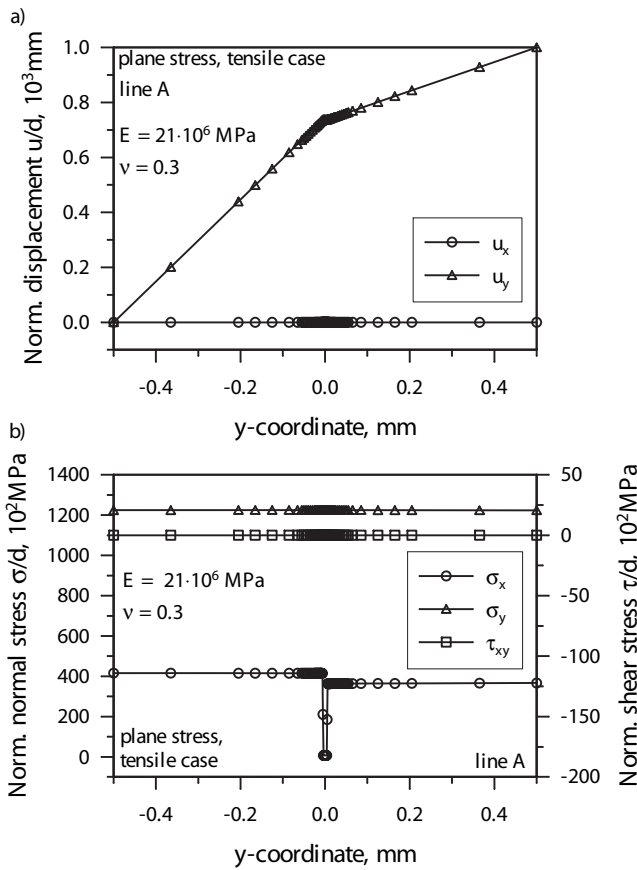 a)
Norm. displacement u/d, 10³mm
1.0
0.8
0.6
0.4
0.2
0.0
plane stress, tensile case
line A
E = 21·10⁶ MPa
ν = 0.3
uₓ
u_y
-0.4
-0.2
0.0
0.2
0.4
y-coordinate, mm
b)
Norm. normal stress σ/d, 10²MPa
1400
1200
1000
800
600
400
200
0
E = 21·10⁶ MPa
ν = 0.3
σₓ
σ_y
τ_xy
plane stress,
tensile case
line A
50
0
-50
-100
-150
-200
Norm. shear stress τ/d, 10²MPa
-0.4
-0.2
0.0
0.2
0.4
y-coordinate, mm